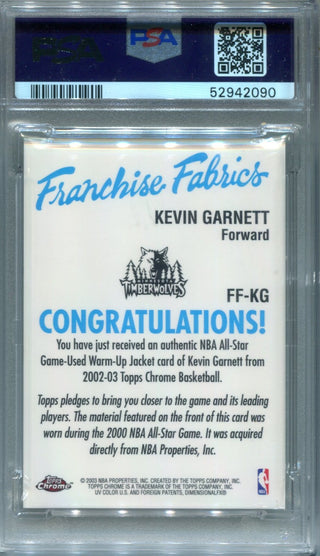 PSA
PSA
52942090
Franchise Fabrics
KEVIN GARNETT
Forward
MINNESOTA
TIMBERWOLVES
FF-KG
CONGRATULATIONS!
You have just received an authentic NBA All-Star
Game-Used Warm-Up Jacket card of Kevin Garnett from
2002-03 Topps Chrome Basketball.
Topps pledges to bring you closer to the game and its leading
players. The material featured on the front of this card was
worn during the 2000 NBA All-Star Game. It was acquired
directly from NBA Properties, Inc.
Topps
Chrome
© 2003 NBA PROPERTIES, INC. CREATED BY THE TOPPS COMPANY, INC.
TOPPS CHROME IS A TRADEMARK OF THE TOPPS COMPANY, INC.
UV COLOR U.S. AND FOREIGN PATENTS, DIMENSIONALFX®
NBA